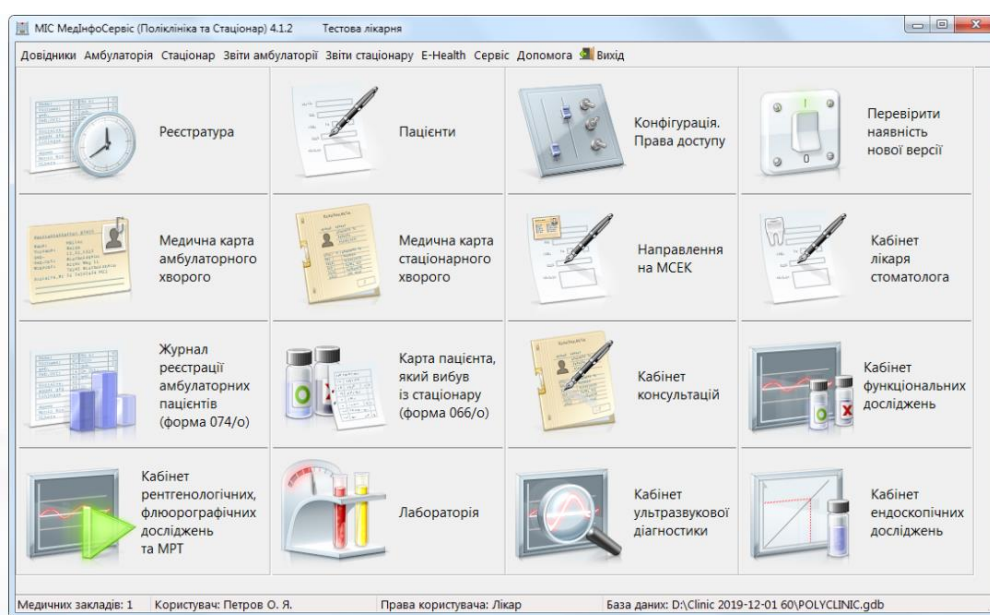 МІС МедІнфоСервіс (Поліклініка та Стаціонар) 4.1.2 Тестова лікарня
Довідники Амбулаторія Стаціонар Звіти амбулаторії Звіти стаціонару E-Health Сервіс Допомога Вихід
Реєстратура
Пацієнти
Конфігурація.
Права доступу
Перевірити
наявність
нової версії
Медична карта
амбулаторного
хворого
Медична карта
стаціонарного
хворого
Направлення
на МСЕК
Кабінет
лікаря
стоматолога
Журнал
реєстрації
амбулаторних
пацієнтів
(форма 074/о)
Карта пацієнта,
який вибув
із стаціонару
(форма 066/о)
Кабінет
консультацій
Кабінет
функціональних
досліджень
Кабінет
рентгенологічних,
флюорографічних
досліджень
та МРТ
Лабораторія
Кабінет
ультразвукової
діагностики
Кабінет
ендоскопічних
досліджень
Медичних закладів: 1 Користувач: Петров О. Я. Права користувача: Лікар База даних: D:\Clinic 2019-12-01 60\POLYCLINIC.gdb